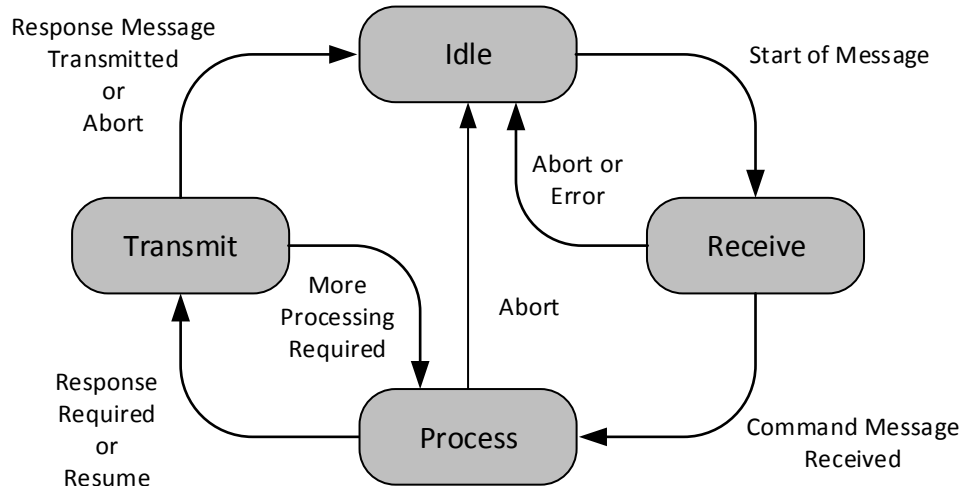 Response Message
Transmitted
or
Abort
Idle
Start of Message
Abort or
Error
Transmit
Receive
More
Processing
Required
Abort
Response
Required
or
Resume
Process
Command Message
Received